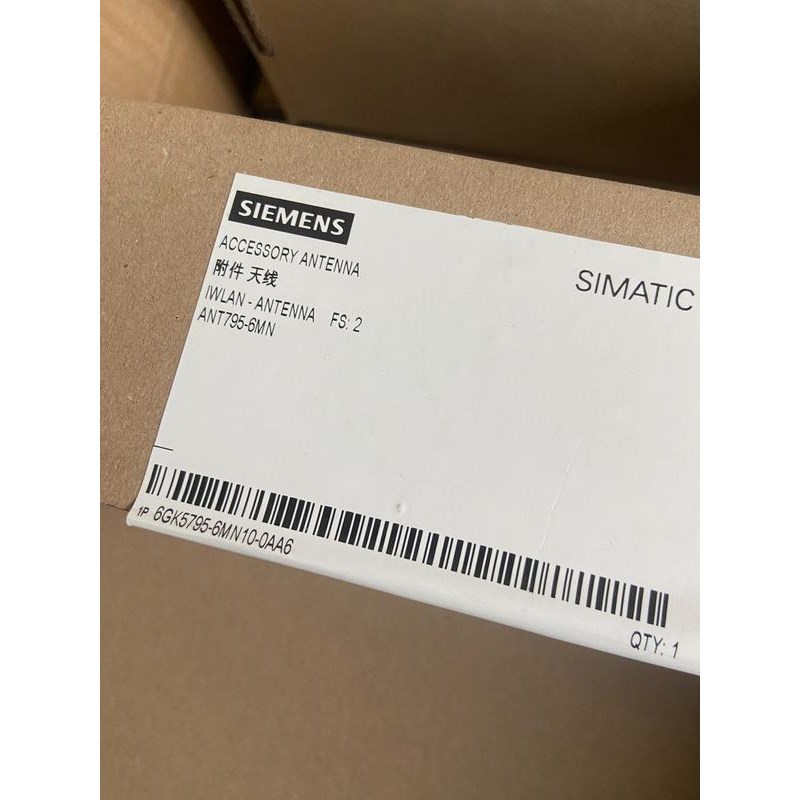 SIEMENS
ACCESSORY ANTENNA
附件 天线
IWLAN - ANTENNA FS: 2
ANT795-6MN
SIMATIC
1P 6GK5795-6MN10-0AA6
QTY: 1